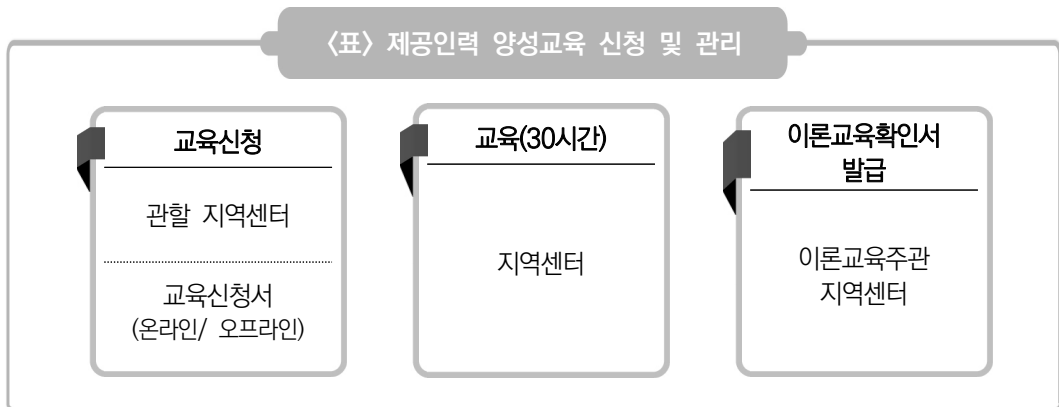 〈표〉 제공인력 양성교육 신청 및 관리
교육신청
관할 지역센터
교육신청서
(온라인/ 오프라인)
교육(30시간)
지역센터
이론교육확인서
발급
이론교육주관
지역센터